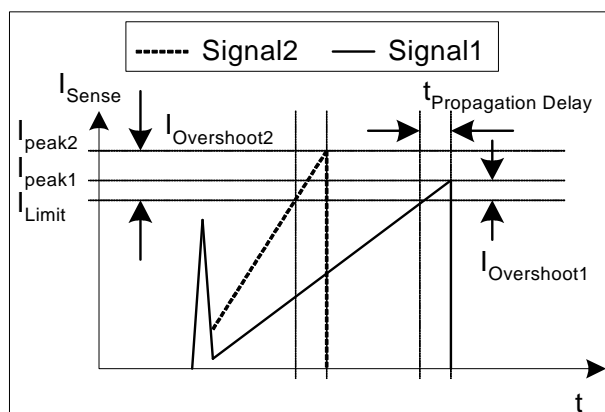 Signal2 Signal1
I_Sense
t_Propagation Delay
I_peak2 I_Overshoot2
I_peak1
I_Limit
I_Overshoot1
t